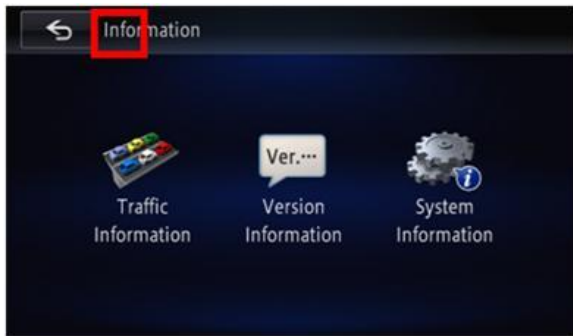 Information
Ver.…
Traffic
Information
Version
Information
System
Information